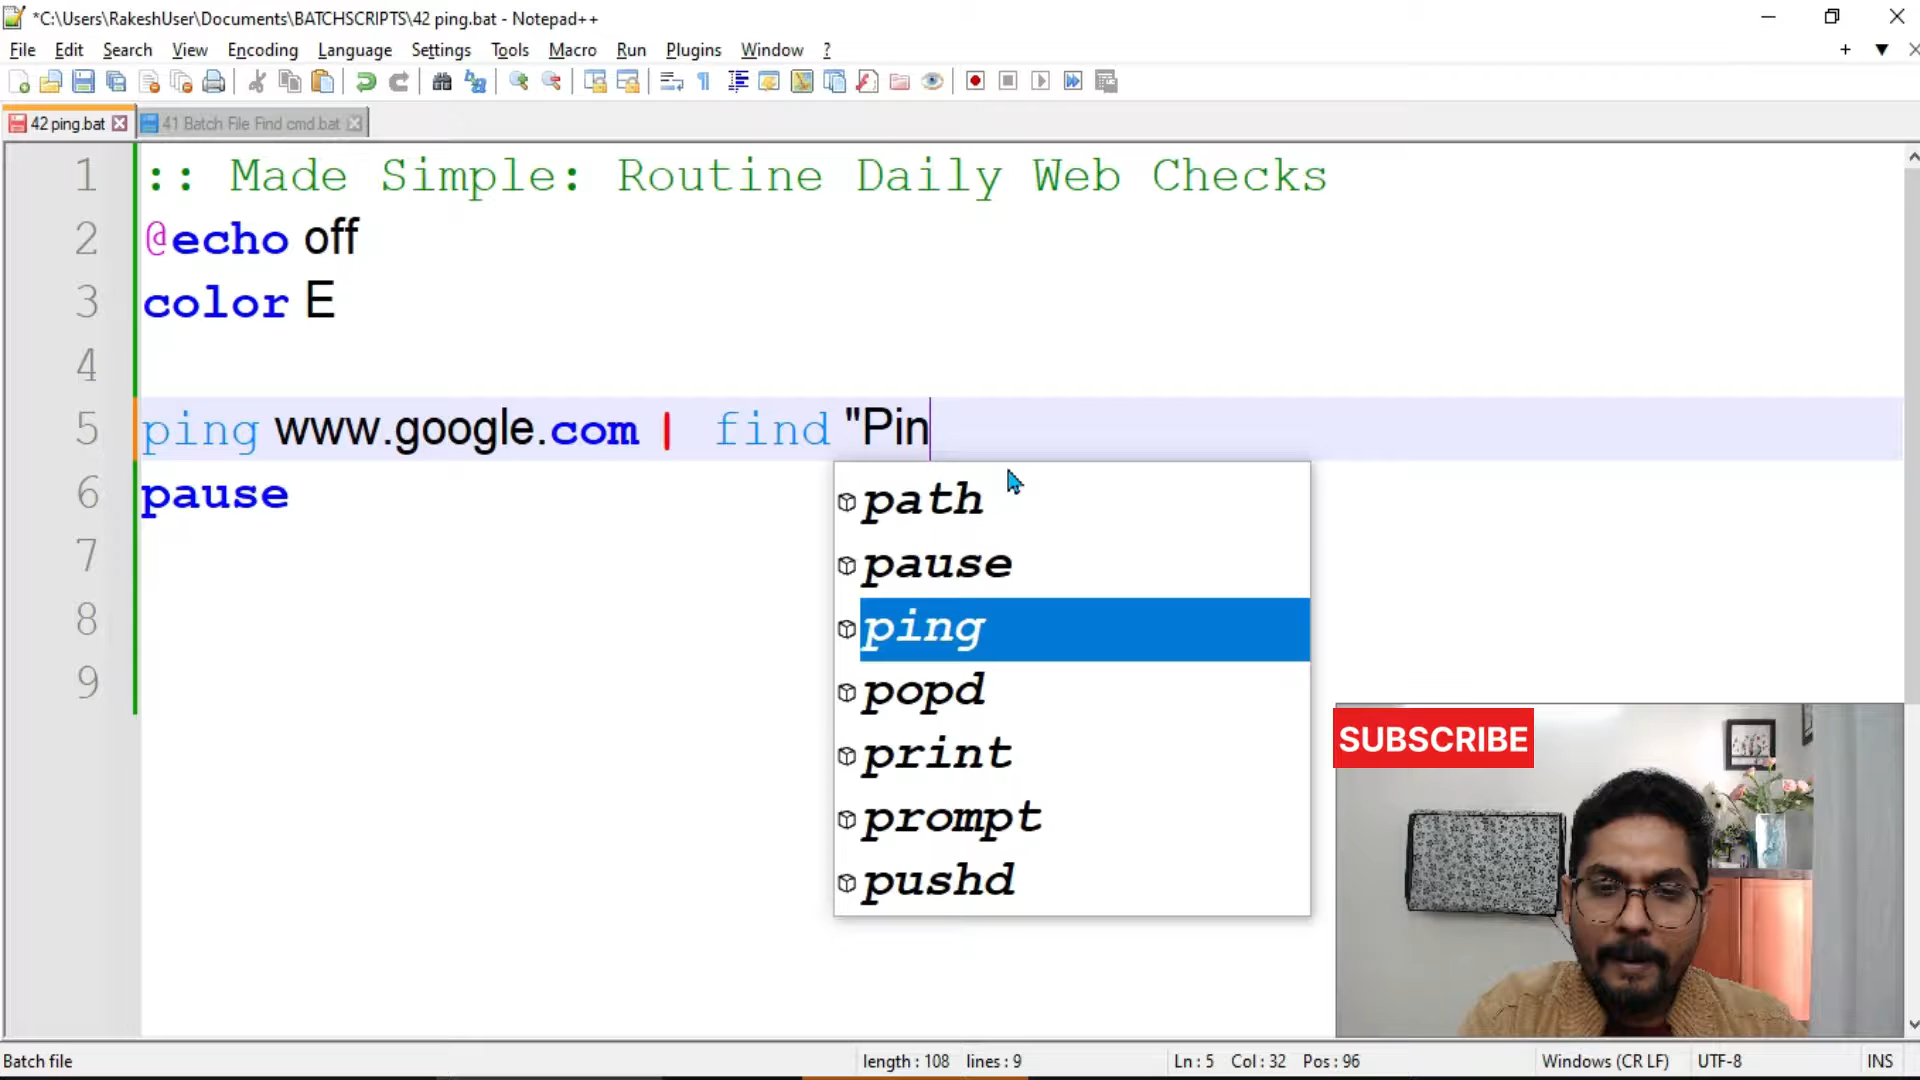 *C:\Users\RakeshUser\Documents\BATCHSCRIPTS\42 ping.bat - Notepad++
File Edit Search View Encoding Language Settings Tools Macro Run Plugins Window ?
42 ping.bat 41 Batch File Find cmd.bat
1 :: Made Simple: Routine Daily Web Checks
2 @echo off
3 color E
4
5 ping www.google.com | find "Pin
6 pause
7
8
9
path
pause
ping
popd
print
prompt
pushd
SUBSCRIBE
Batch file length : 108 lines : 9 Ln : 5 Col : 32 Pos : 96 Windows (CR LF) UTF-8 INS